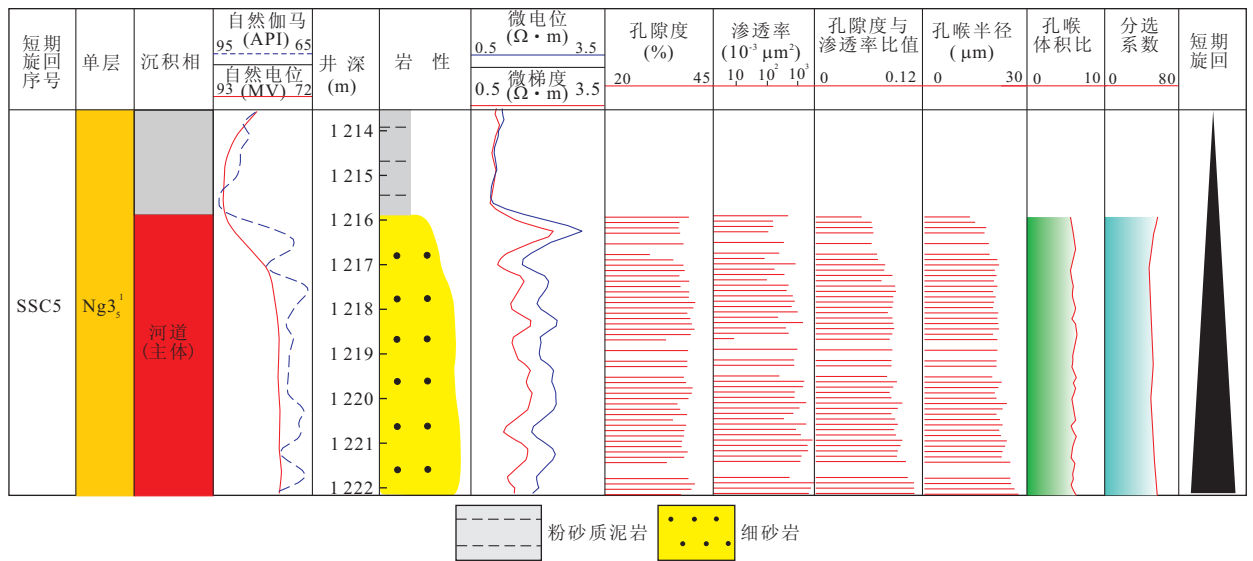 短期
旋回
序号
单层
沉积相
自然伽马
95 (API) 65
自然电位
93 (MV) 72
井 深
(m)
岩 性
微电位
0.5 (Ω·m) 3.5
微梯度
0.5 (Ω·m) 3.5
孔隙度
(%)
20 45
渗透率
(10⁻³ μm²)
10 10² 10³
孔隙度与
渗透率比值
0 0.12
孔喉半径
(μm)
0 30
孔喉
体积比
0 10
分选
系数
0 80
短期
旋回
SSC5
Ng3₅¹
河道
(主体)
1 214
1 215
1 216
1 217
1 218
1 219
1 220
1 221
1 222
粉砂质泥岩
细砂岩